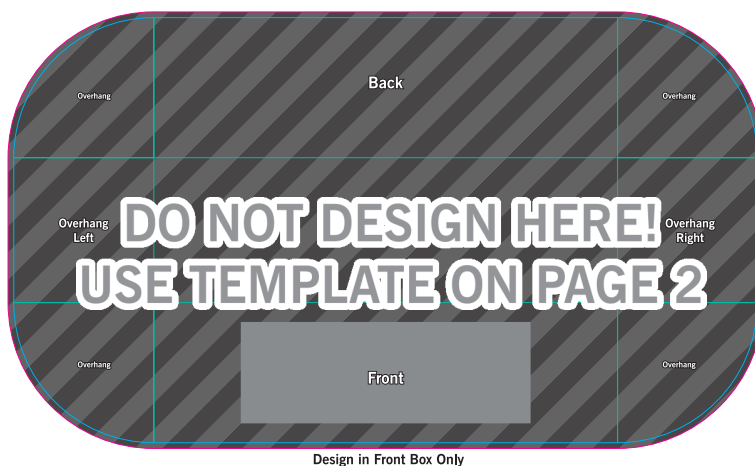 Back
Overhang
Overhang
Overhang
Left
DO NOT DESIGN HERE!
Overhang
Right
USE TEMPLATE ON PAGE 2
Overhang
Front
Overhang
Design in Front Box Only